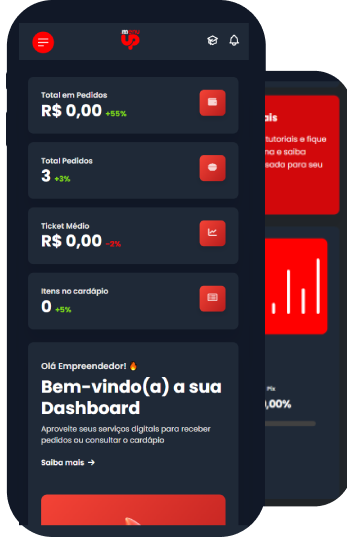 Total em Pedidos
R$ 0,00 +55%
Total Pedidos
3 +3%
Ticket Médio
R$ 0,00 -2%
Itens no cardápio
0 +5%
Olá Empreendedor! 🔥
Bem-vindo(a) a sua
Dashboard
Aproveite seus serviços digitais para receber
pedidos ou consultar o cardápio
Saiba mais →
ais
tutoriais e fique
na e saiba
sada para seu
Pix
,00%